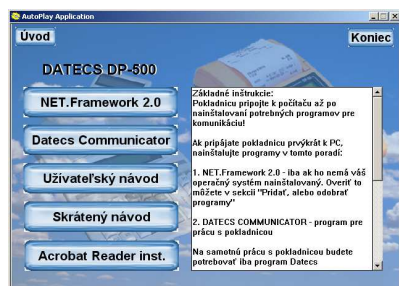 AutoPlay Application
Úvod
Koniec
DATECS DP-500
NET.Framework 2.0
Datecs Communicator
Užívateľský návod
Skrátený návod
Acrobat Reader inst.
Základné inštrukcie:
Pokladnicu pripojte k počítaču až po
nainštalovaní potrebných programov pre
komunikáciu!
Ak pripájate pokladnicu prvýkrát k PC,
nainštalujte programy v tomto poradí:
1. NET.Framework 2.0 - iba ak ho nemá váš
operačný systém nainštalovaný. Overiť to
môžete v sekcii "Pridať, alebo odobrať
programy"
2. DATECS COMMUNICATOR - program pre
prácu s pokladnicou
Na samotnú prácu s pokladnicou budete
potrebovať iba program Datecs